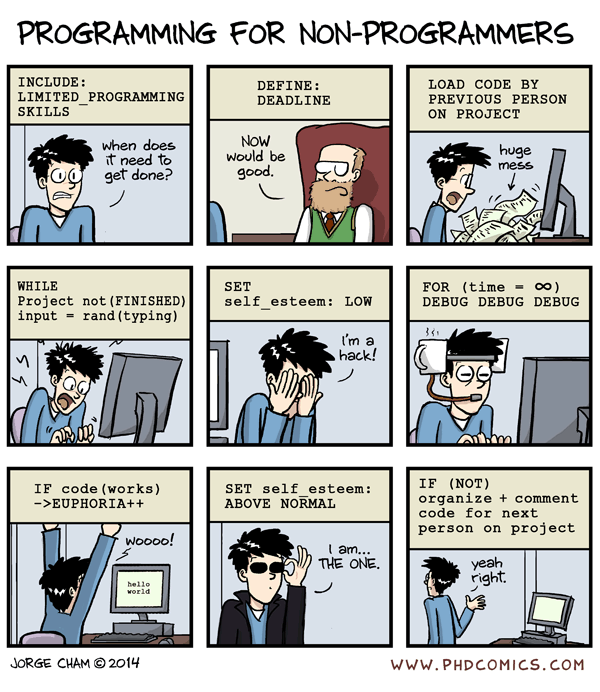 PROGRAMMING FOR NON-PROGRAMMERS
INCLUDE:
LIMITED_PROGRAMMING
SKILLS
when does
it need to
get done?
DEFINE:
DEADLINE
NOW
would be
good.
LOAD CODE BY
PREVIOUS PERSON
ON PROJECT
huge
mess
WHILE
Project not(FINISHED)
input = rand(typing)
SET
self_esteem: LOW
I'm a
hack!
FOR (time = ∞)
DEBUG DEBUG DEBUG
IF code(works)
->EUPHORIA++
WOOOO!
hello
world
SET self_esteem:
ABOVE NORMAL
I am...
THE ONE.
IF (NOT)
organize + comment
code for next
person on project
yeah
right.
JORGE CHAM © 2014
WWW.PHDCOMICS.COM